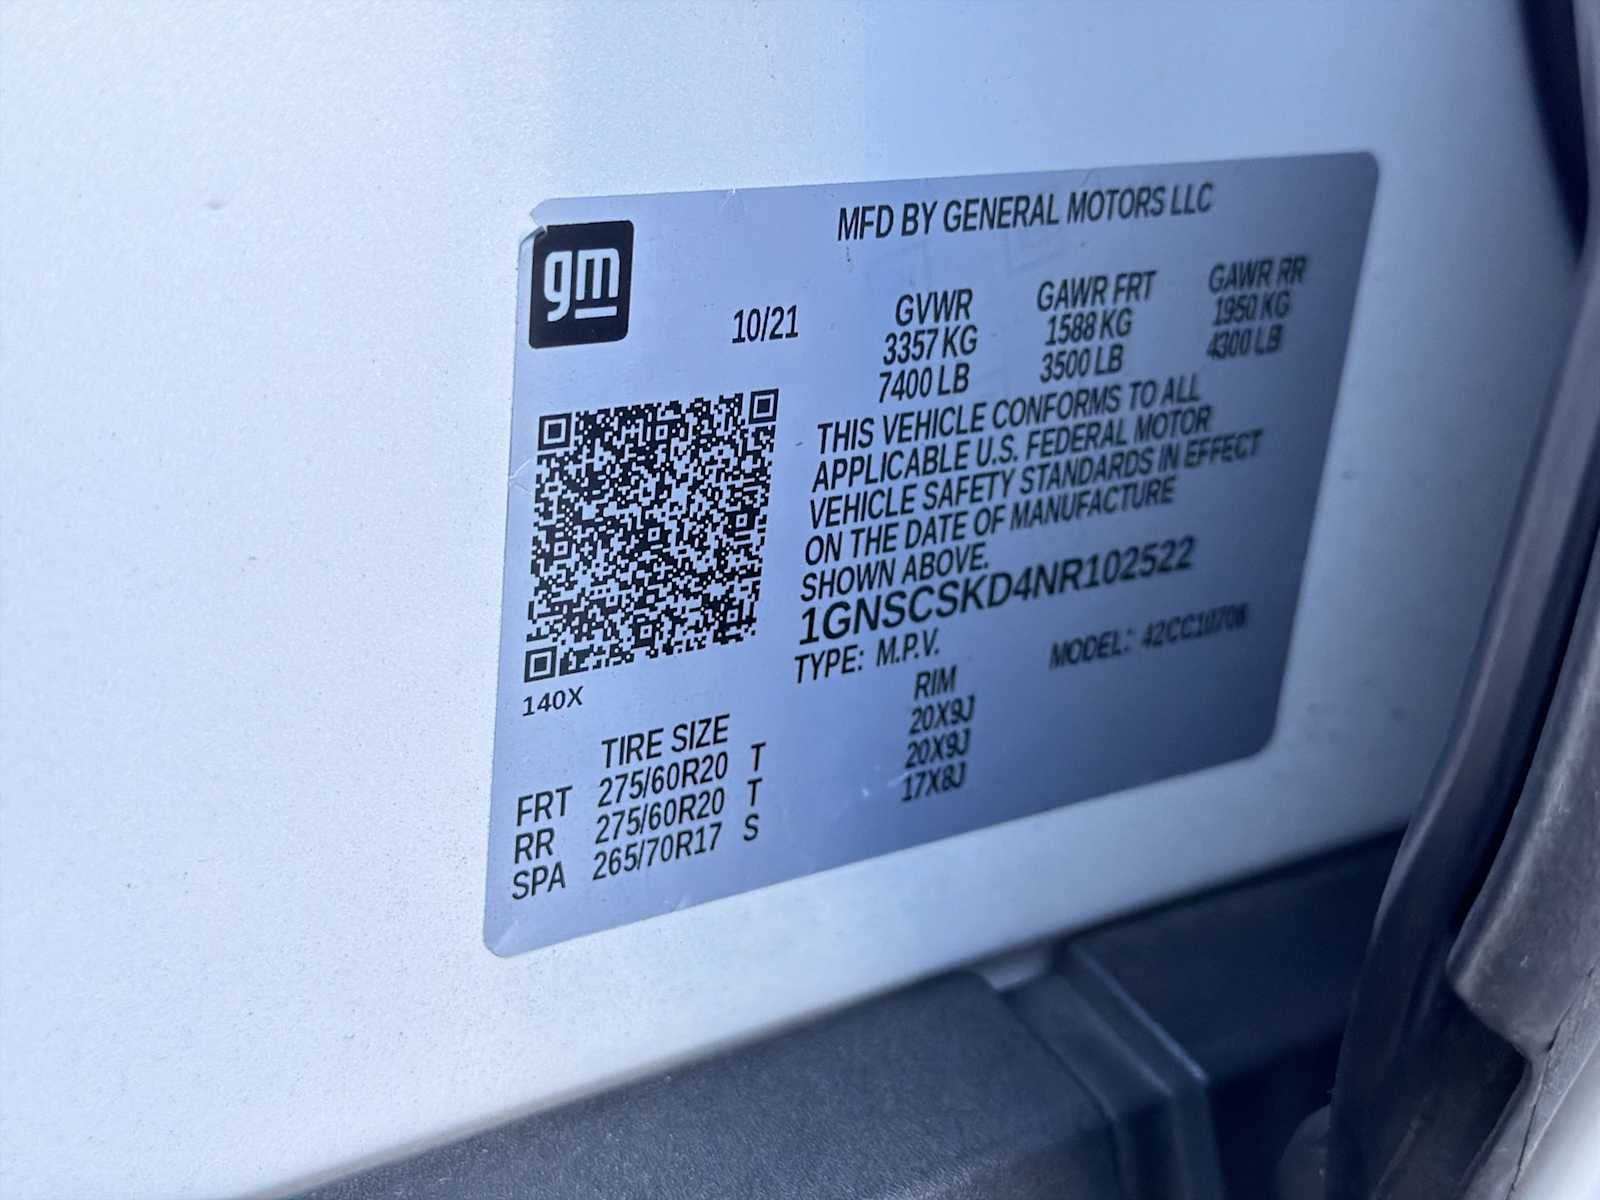 gm
MFD BY GENERAL MOTORS LLC
10/21
GVWR
3357 KG
7400 LB
GAWR FRT
1588 KG
3500 LB
GAWR RR
1950 KG
4300 LB
THIS VEHICLE CONFORMS TO ALL
APPLICABLE U.S. FEDERAL MOTOR
VEHICLE SAFETY STANDARDS IN EFFECT
ON THE DATE OF MANUFACTURE
SHOWN ABOVE.
1GNSCSKD4NR102522
TYPE: M.P.V. MODEL: 42CC10706
140X
TIRE SIZE RIM
FRT 275/60R20 T 20X9J
RR 275/60R20 T 20X9J
SPA 265/70R17 S 17X8J